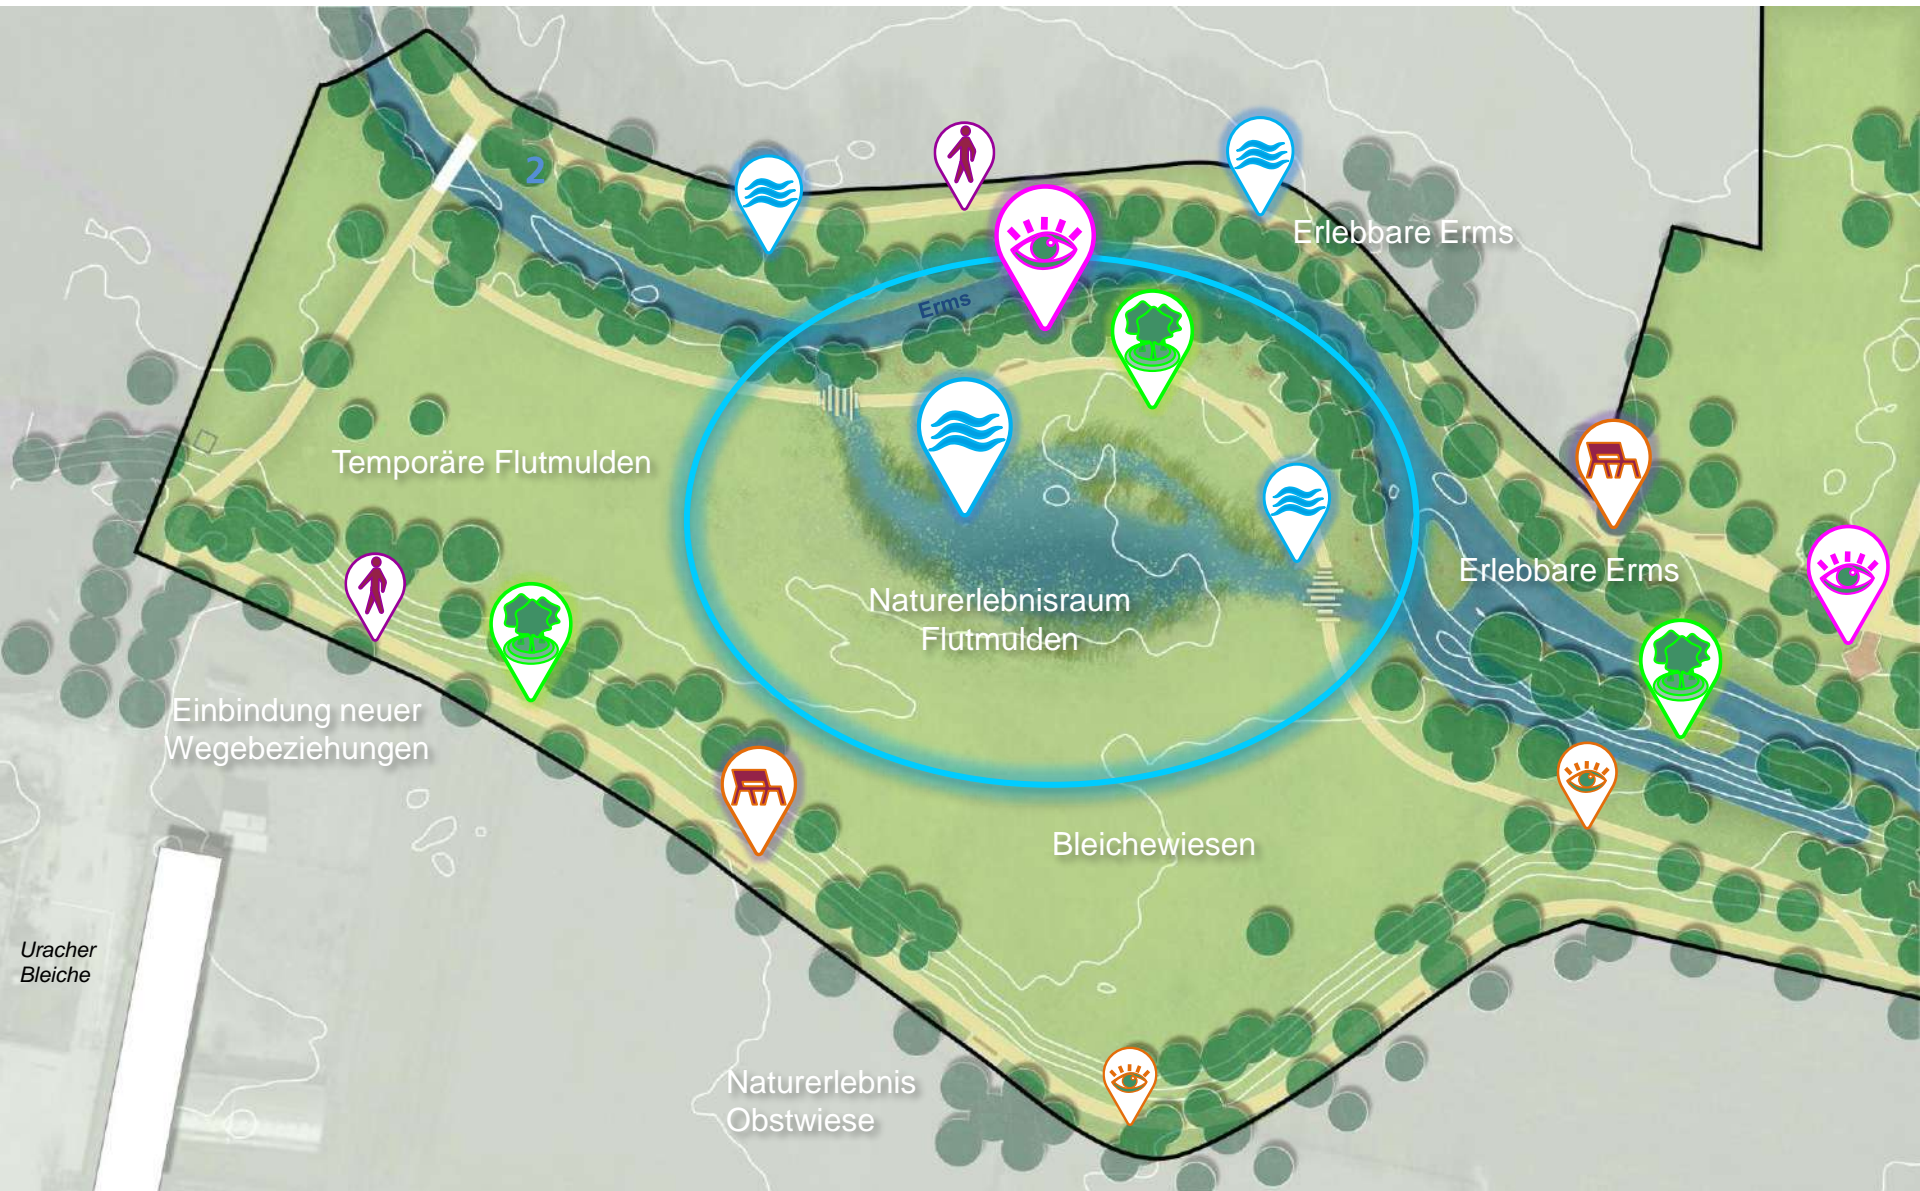 2
Erlebbare Erms
Erms
Temporäre Flutmulden
Erlebbare Erms
Naturerlebnisraum
Flutmulden
Einbindung neuer
Wegebeziehungen
Bleichewiesen
Uracher
Bleiche
Naturerlebnis
Obstwiese